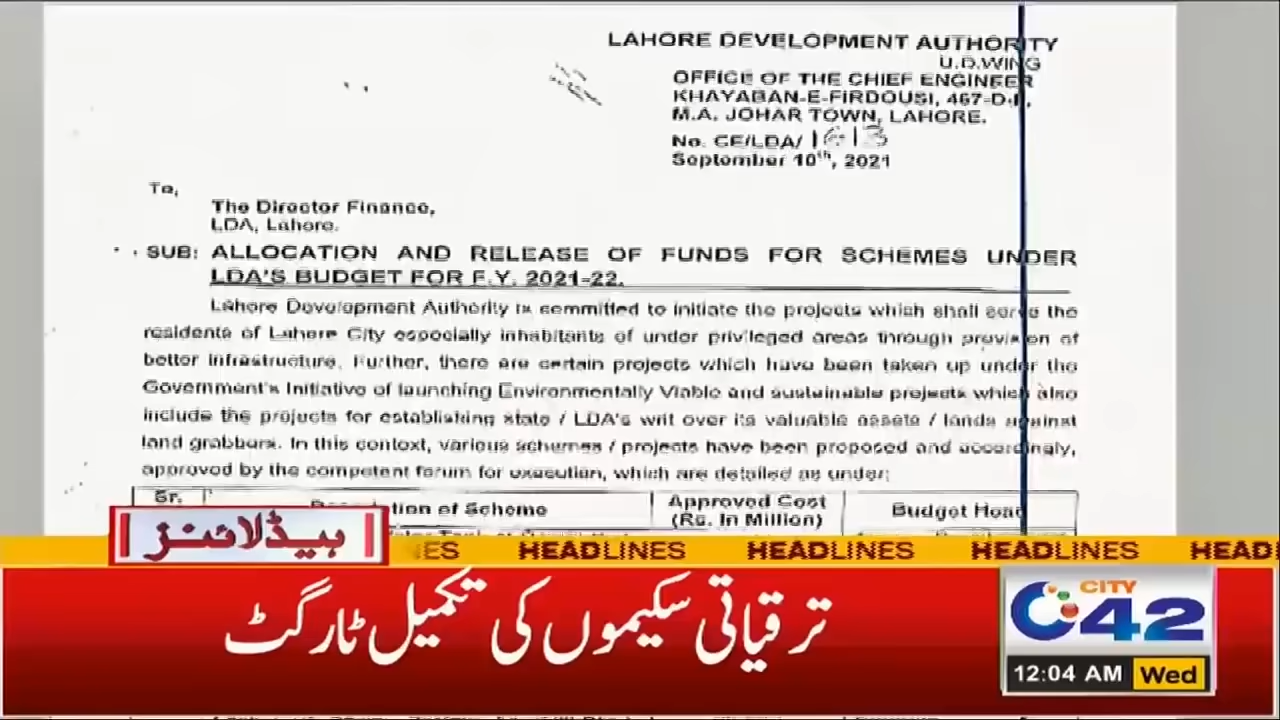 LAHORE DEVELOPMENT AUTHORITY
U.D.WING
OFFICE OF THE CHIEF ENGINEER
KHAYABAN-E-FIRDOUSI, 467-D-I,
M.A. JOHAR TOWN, LAHORE.
No. CE/LDA/ 1613
September 10th, 2021
To,
The Director Finance,
LDA, Lahore.
SUB: ALLOCATION AND RELEASE OF FUNDS FOR SCHEMES UNDER
LDA'S BUDGET FOR F.Y. 2021-22.
Lahore Development Authority is committed to initiate the projects which shall serve the
residents of Lahore City especially inhabitants of under privileged areas through provision of
better infrastructure. Further, there are certain projects which have been taken up under the
Government's Initiative of launching Environmentally Viable and sustainable projects which also
include the projects for establishing state / LDA's writ over its valuable assets / lands against
land grabbers. In this context, various schemes / projects have been proposed and accordingly,
approved by the competent forum for execution, which are detailed as under:
Sr. tion of Scheme Approved Cost (Rs. In Million) Budget Head
ہیڈلائنز
INES HEADLINES HEADLINES HEADLINES HEAD
ترقیاتی سکیموں کی تکمیل ٹارگٹ
CITY
42
12:04 AM Wed